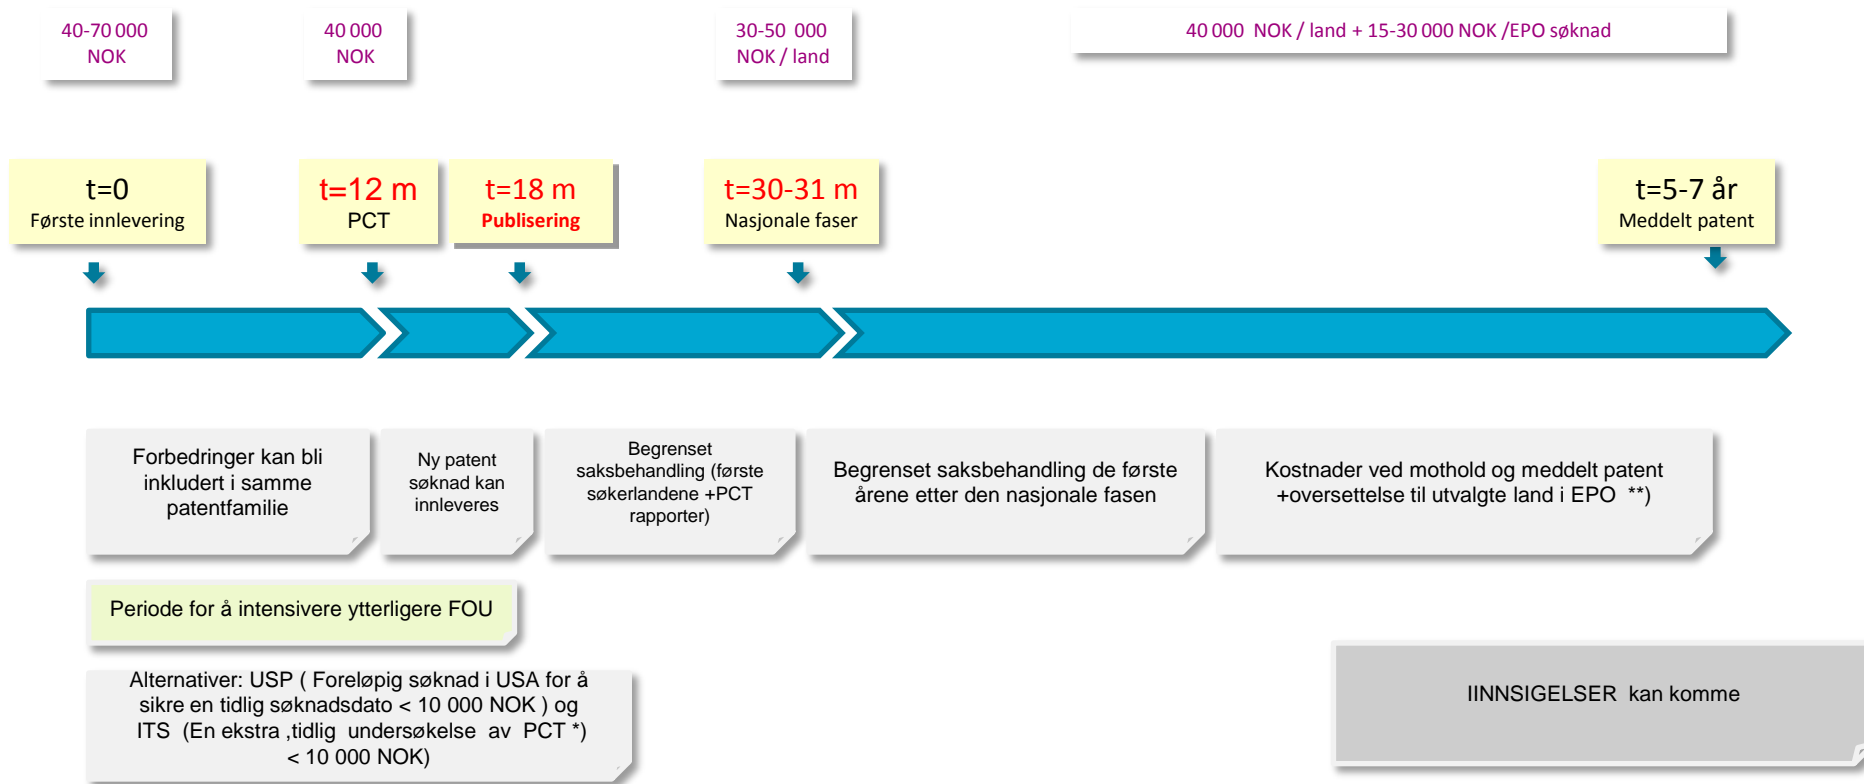 40-70 000
NOK
40 000
NOK
30-50 000
NOK / land
40 000 NOK / land + 15-30 000 NOK /EPO søknad
t=0
Første innlevering
t=12 m
PCT
t=18 m
Publisering
t=30-31 m
Nasjonale faser
t=5-7 år
Meddelt patent
Forbedringer kan bli
inkludert i samme
patentfamilie
Ny patent
søknad kan
innleveres
Begrenset
saksbehandling (første
søkerlandene +PCT
rapporter)
Begrenset saksbehandling de første
årene etter den nasjonale fasen
Kostnader ved mothold og meddelt patent
+oversettelse til utvalgte land i EPO **)
Periode for å intensivere ytterligere FOU
Alternativer: USP ( Foreløpig søknad i USA for å
sikre en tidlig søknadsdato < 10 000 NOK ) og
ITS (En ekstra ,tidlig undersøkelse av PCT *)
< 10 000 NOK)
IINNSIGELSER kan komme